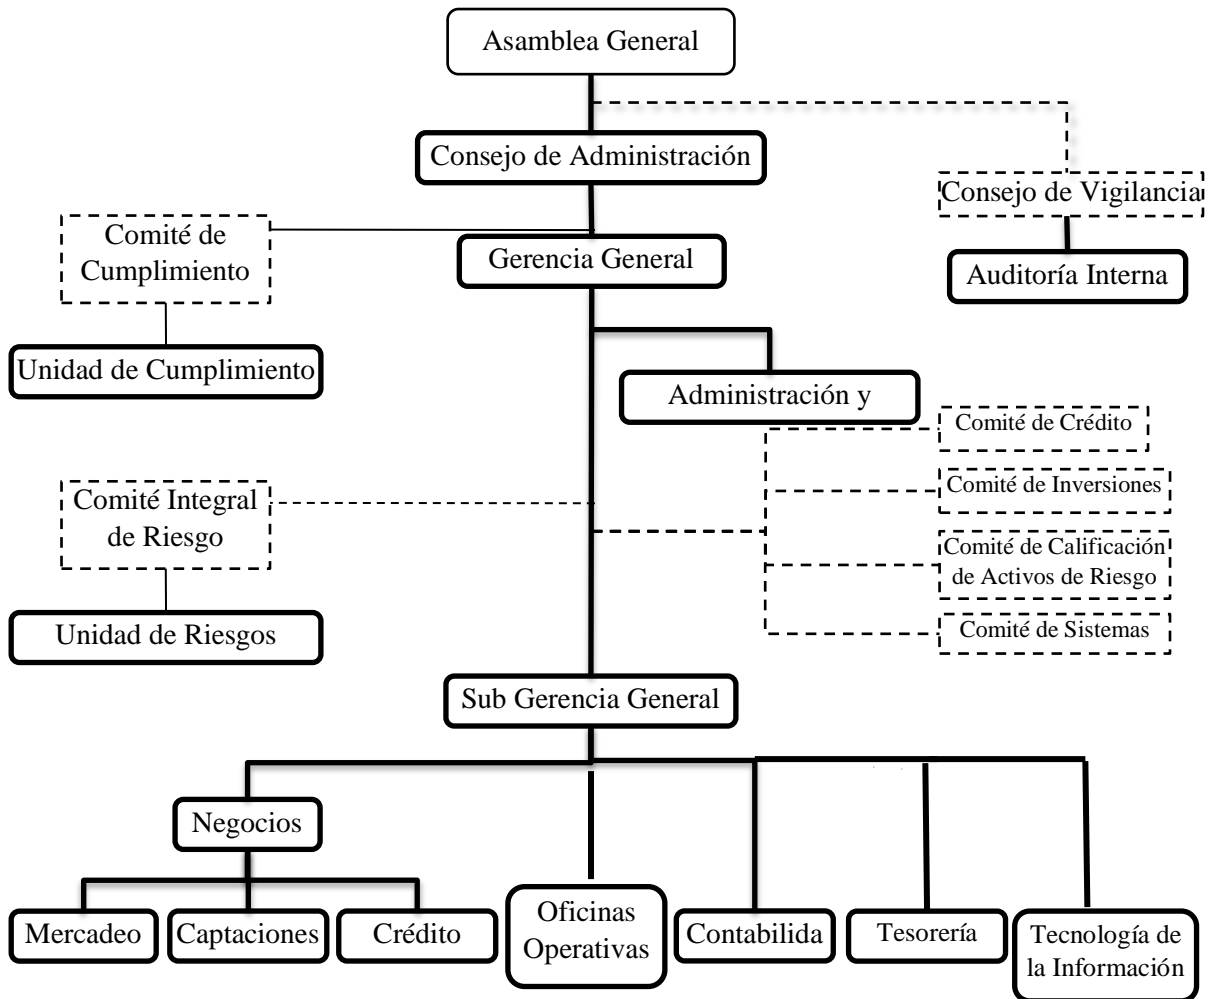 Asamblea General
Consejo de Administración
Consejo de Vigilancia
Comité de
Cumplimiento
Gerencia General
Auditoría Interna
Unidad de Cumplimiento
Administración y
Comité de Crédito
Comité de Inversiones
Comité Integral
de Riesgo
Comité de Calificación
de Activos de Riesgo
Unidad de Riesgos
Comité de Sistemas
Sub Gerencia General
Negocios
Mercadeo
Captaciones
Crédito
Oficinas
Operativas
Contabilida
Tesorería
Tecnología de
la Información